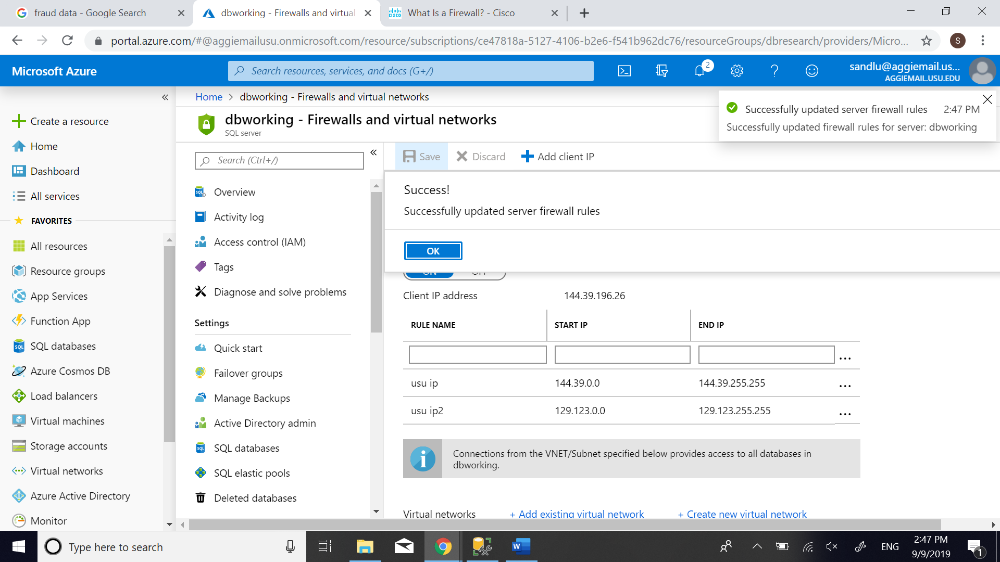 fraud data - Google Search
dbworking - Firewalls and virtual
What Is a Firewall? - Cisco
portal.azure.com/#@aggiemailusu.onmicrosoft.com/resource/subscriptions/ce47818a-5127-4106-b2e6-f541b962dc76/resourceGroups/dbresearch/providers/Micro...
S
Microsoft Azure
Search resources, services, and docs (G+/)
2
sandlu@aggiemail.us...
AGGIEMAIL.USU.EDU
Home > dbworking - Firewalls and virtual networks
Successfully updated server firewall rules 2:47 PM
Successfully updated firewall rules for server: dbworking
dbworking - Firewalls and virtual networks
SQL server
Create a resource
Home
Dashboard
All services
FAVORITES
All resources
Resource groups
App Services
Function App
SQL databases
Azure Cosmos DB
Load balancers
Virtual machines
Storage accounts
Virtual networks
Azure Active Directory
Monitor
Search (Ctrl+/)
Overview
Activity log
Access control (IAM)
Tags
Diagnose and solve problems
Settings
Quick start
Failover groups
Manage Backups
Active Directory admin
SQL databases
SQL elastic pools
Deleted databases
Save Discard Add client IP
Success!
Successfully updated server firewall rules
OK
ON OFF
Client IP address 144.39.196.26
RULE NAME START IP END IP
...
usu ip 144.39.0.0 144.39.255.255 ...
usu ip2 129.123.0.0 129.123.255.255 ...
Connections from the VNET/Subnet specified below provides access to all databases in
dbworking.
Virtual networks + Add existing virtual network + Create new virtual network
Type here to search
ENG
2:47 PM
9/9/2019
1